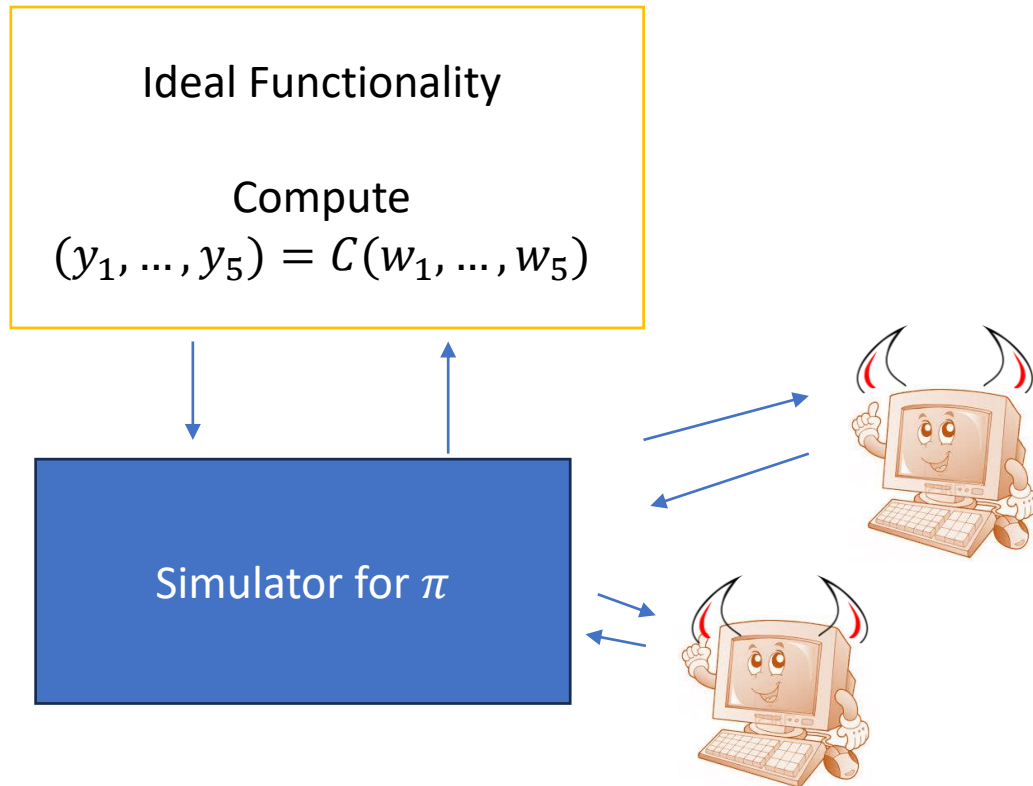 Ideal Functionality
Compute
(y₁, … , y₅) = C(w₁, … , w₅)
Simulator for π